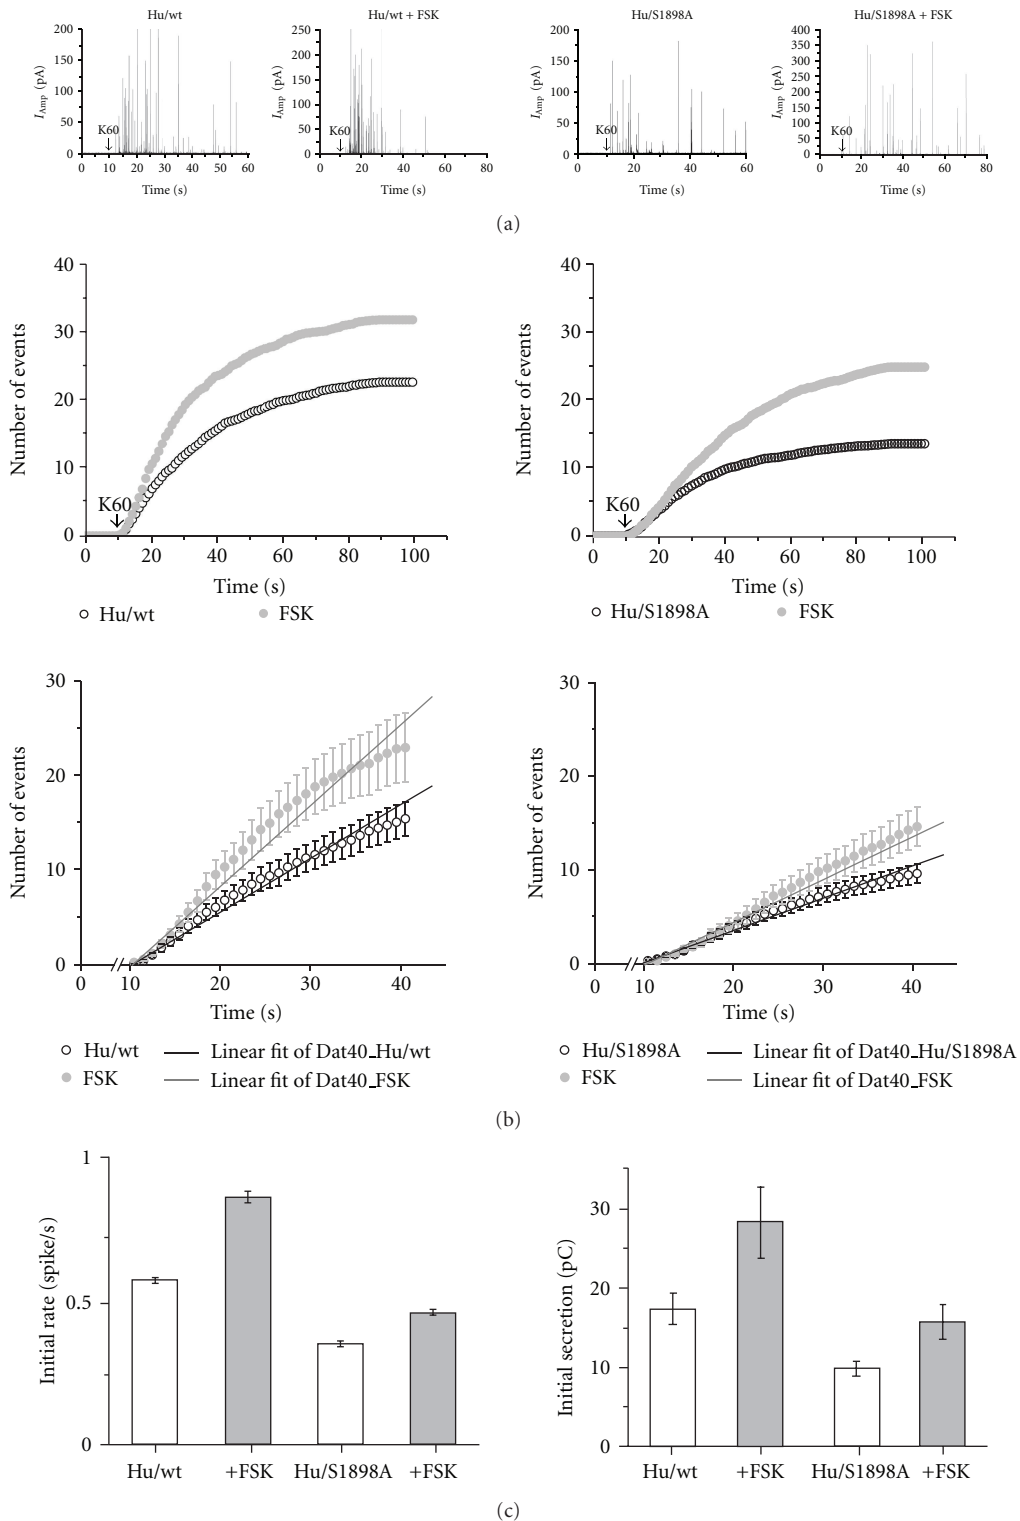 Hu/wt
200
150
100
50
0
I Amp (pA)
K60
0 10 20 30 40 50 60
Time (s)
Hu/wt + FSK
250
200
150
100
50
0
I Amp (pA)
K60
0 20 40 60 80
Time (s)
Hu/S1898A
200
150
100
50
0
I Amp (pA)
K60
0 20 40 60
Time (s)
Hu/S1898A + FSK
400
350
300
250
200
150
100
50
0
I Amp (pA)
K60
0 20 40 60 80
Time (s)
(a)
40
30
20
10
0
Number of events
K60
0 20 40 60 80 100
Time (s)
Hu/wt FSK
40
30
20
10
0
Number of events
K60
0 20 40 60 80 100
Time (s)
Hu/S1898A FSK
30
20
10
0
Number of events
0 10 20 30 40
Time (s)
Hu/wt Linear fit of Dat40_Hu/wt
FSK Linear fit of Dat40_FSK
30
20
10
0
Number of events
0 10 20 30 40
Time (s)
Hu/S1898A Linear fit of Dat40_Hu/S1898A
FSK Linear fit of Dat40_FSK
(b)
1
0.5
0
Initial rate (spike/s)
Hu/wt +FSK Hu/S1898A +FSK
30
20
10
0
Initial secretion (pC)
Hu/wt +FSK Hu/S1898A +FSK
(c)